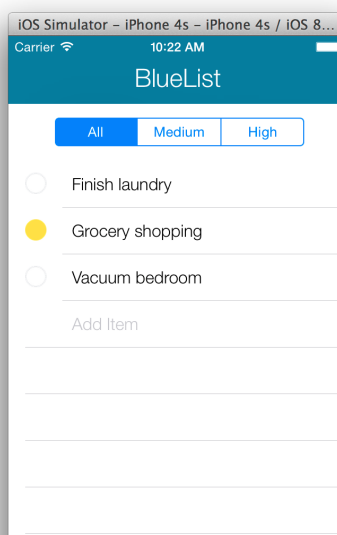 iOS Simulator – iPhone 4s – iPhone 4s / iOS 8...
Carrier 10:22 AM
BlueList
All Medium High
Finish laundry
Grocery shopping
Vacuum bedroom
Add Item